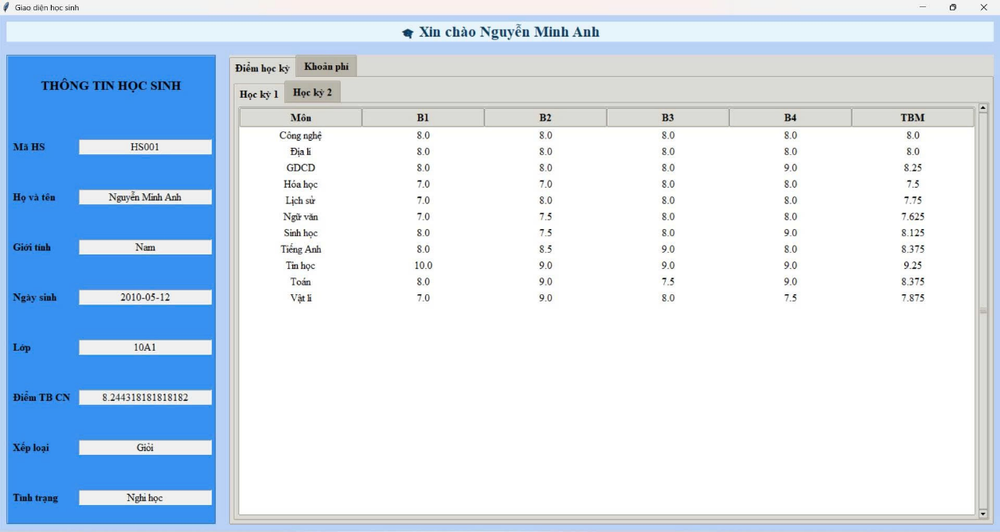 Giao diện học sinh
🎓 Xin chào Nguyễn Minh Anh
THÔNG TIN HỌC SINH
Mã HS HS001
Họ và tên Nguyễn Minh Anh
Giới tính Nam
Ngày sinh 2010-05-12
Lớp 10A1
Điểm TB CN 8.244318181818182
Xếp loại Giỏi
Tình trạng Nghỉ học
Điểm học kỳ Khoản phí
Học kỳ 1 Học kỳ 2
Môn B1 B2 B3 B4 TBM
Công nghệ 8.0 8.0 8.0 8.0 8.0
Địa lí 8.0 8.0 8.0 8.0 8.0
GDCD 8.0 8.0 8.0 9.0 8.25
Hóa học 7.0 7.0 8.0 8.0 7.5
Lịch sử 7.0 8.0 8.0 8.0 7.75
Ngữ văn 7.0 7.5 8.0 8.0 7.625
Sinh học 8.0 7.5 8.0 9.0 8.125
Tiếng Anh 8.0 8.5 9.0 8.0 8.375
Tin học 10.0 9.0 9.0 9.0 9.25
Toán 8.0 9.0 7.5 9.0 8.375
Vật lí 7.0 9.0 8.0 7.5 7.875